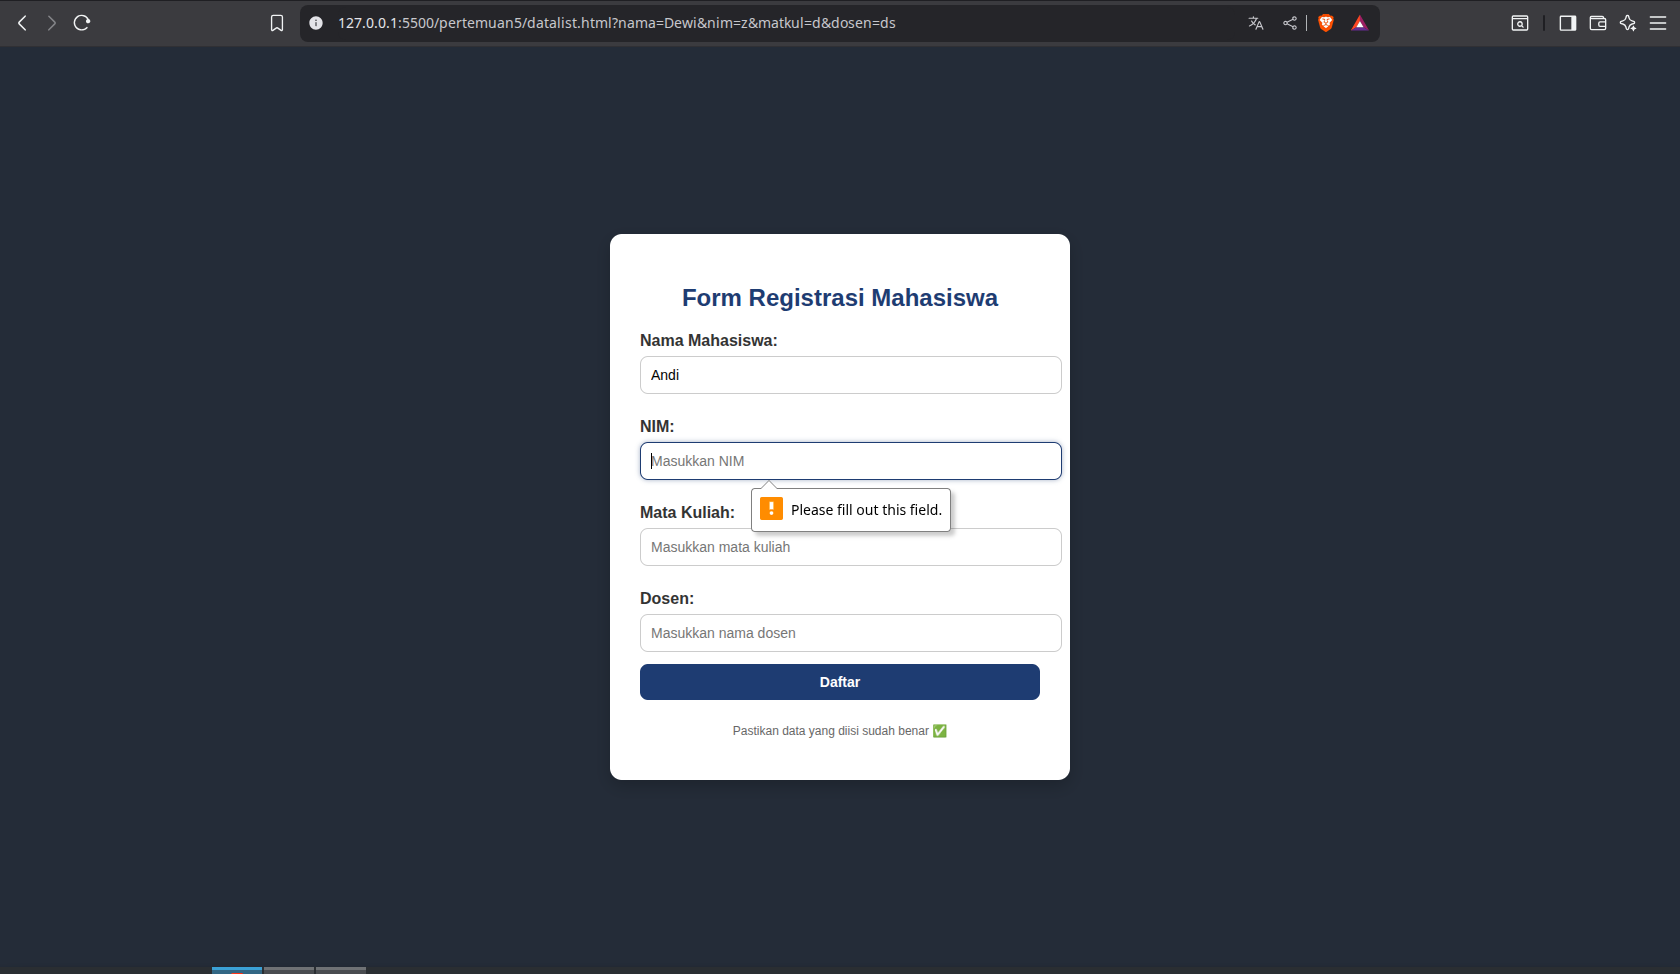 127.0.0.1:5500/pertemuan5/datalist.html?nama=Dewi&nim=z&matkul=d&dosen=ds
Form Registrasi Mahasiswa
Nama Mahasiswa:
Andi
NIM:
Masukkan NIM
Please fill out this field.
Mata Kuliah:
Masukkan mata kuliah
Dosen:
Masukkan nama dosen
Daftar
Pastikan data yang diisi sudah benar ✅